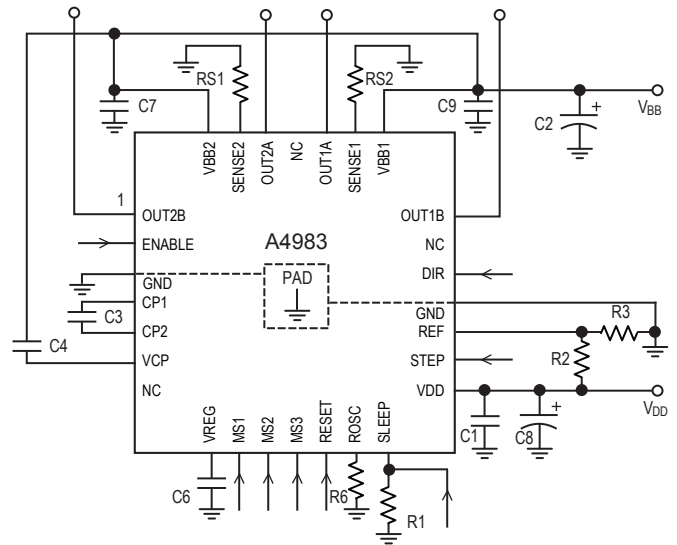 RS1
RS2
C7
C9
C2
+
VBB
VBB2
SENSE2
OUT2A
NC
OUT1A
SENSE1
VBB1
1
OUT2B
OUT1B
ENABLE
A4983
NC
PAD
DIR
GND
CP1
GND
R3
C3
CP2
REF
C4
VCP
STEP
R2
NC
VDD
VDD
VREG
MS1
MS2
MS3
RESET
ROSC
SLEEP
C1
C8
+
C6
R6
R1